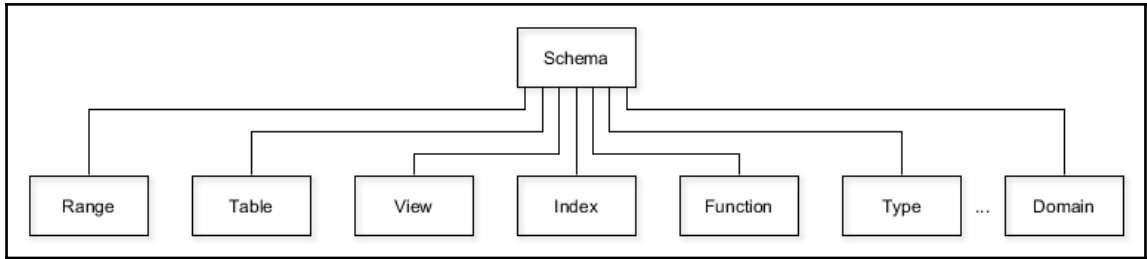 Schema
Range Table View Index Function Type ... Domain